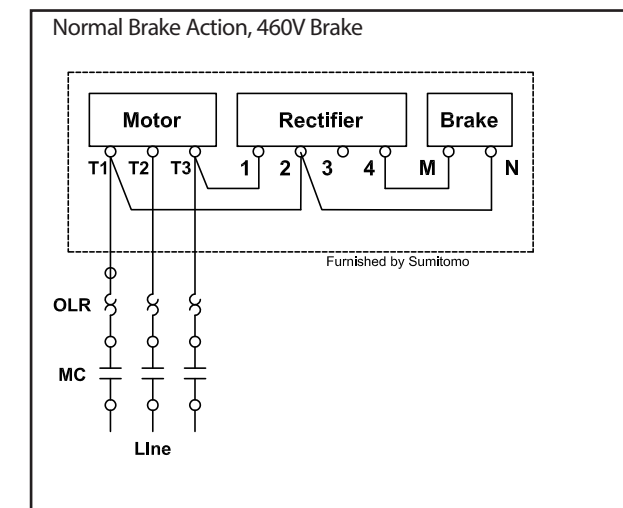 Normal Brake Action, 460V Brake
Motor Rectifier Brake
T1 T2 T3 1 2 3 4 M N
Furnished by Sumitomo
OLR
MC
LIne